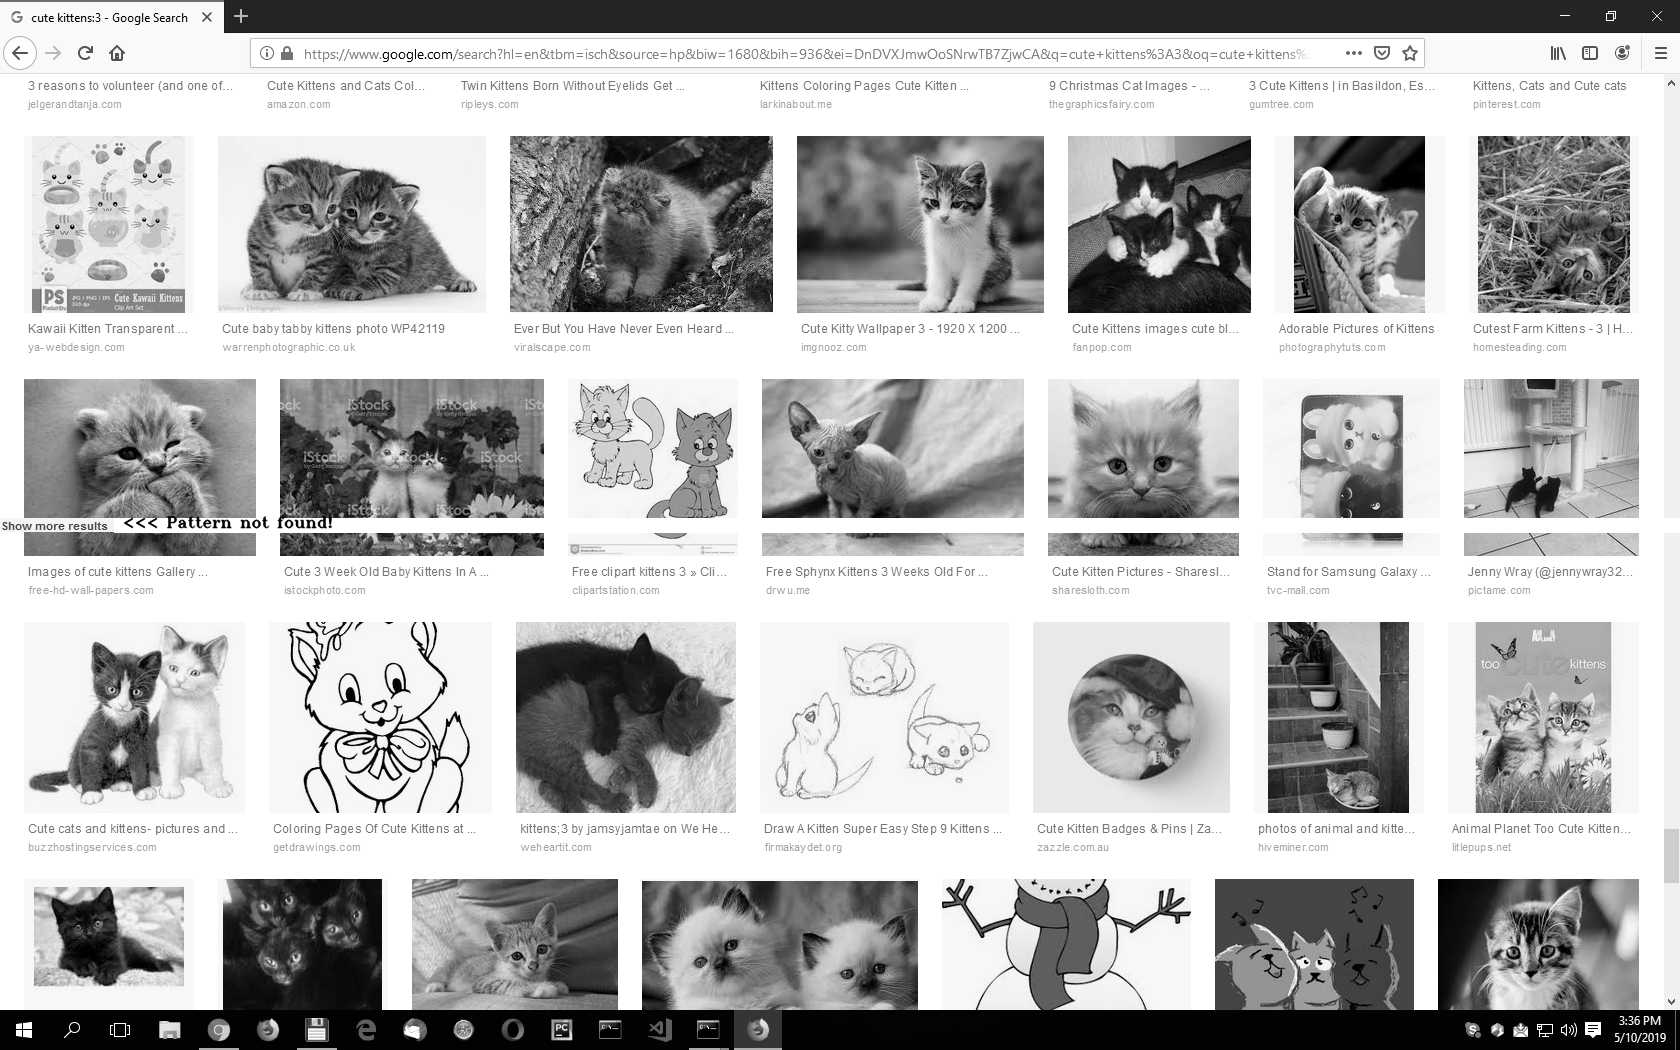 cute kittens:3 - Google Search
https://www.google.com/search?hl=en&tbm=isch&source=hp&biw=1680&bih=936&ei=DnDVXJmwOoSNrwTB7ZjwCA&q=cute+kittens%3A3&oq=cute+kittens%
3 reasons to volunteer (and one of... Cute Kittens and Cats Col... Twin Kittens Born Without Eyelids Get ... Kittens Coloring Pages Cute Kitten ... 9 Christmas Cat Images - ... 3 Cute Kittens | in Basildon, Es... Kittens, Cats and Cute cats
jelgerandtanja.com amazon.com ripleys.com larkinabout.me thegraphicsfairy.com gumtree.com pinterest.com
PS Cute Kawaii Kittens
Clip Art Set
Kawaii Kitten Transparent ... Cute baby tabby kittens photo WP42119 Ever But You Have Never Even Heard ... Cute Kitty Wallpaper 3 - 1920 X 1200 ... Cute Kittens images cute bl... Adorable Pictures of Kittens Cutest Farm Kittens - 3 | H...
ya-webdesign.com warrenphotographic.co.uk viralscape.com imgnooz.com fanpop.com photographytuts.com homesteading.com
iStock iStock iSt
iStock iStock
Show more results <<< Pattern not found!
Images of cute kittens Gallery ... Cute 3 Week Old Baby Kittens In A ... Free clipart kittens 3 » Cli... Free Sphynx Kittens 3 Weeks Old For ... Cute Kitten Pictures - Sharesl... Stand for Samsung Galaxy ... Jenny Wray (@jennywray32...
free-hd-wall-papers.com istockphoto.com clipartstation.com drwu.me sharesloth.com tvc-mall.com pictame.com
too cute kittens
Cute cats and kittens- pictures and ... Coloring Pages Of Cute Kittens at ... kittens;3 by jamsyjamtae on We He... Draw A Kitten Super Easy Step 9 Kittens ... Cute Kitten Badges & Pins | Za... photos of animal and kitte... Animal Planet Too Cute Kitten...
buzzhostingservices.com getdrawings.com weheartit.com firmakaydet.org zazzle.com.au hiveminer.com litlepups.net
3:36 PM
5/10/2019